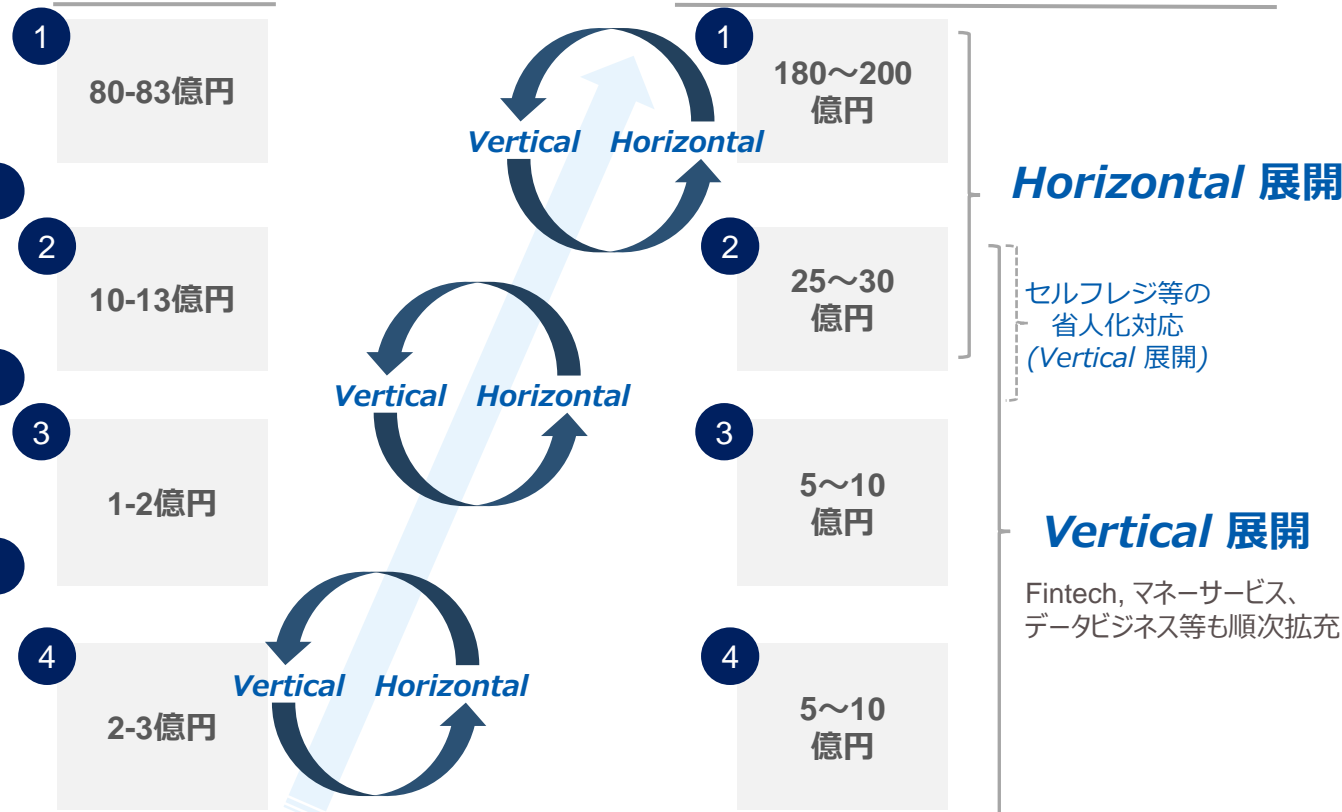 1
80-83億円
2
10-13億円
3
1-2億円
4
2-3億円
Vertical Horizontal
Vertical Horizontal
Vertical Horizontal
1
180～200
億円
2
25～30
億円
3
5～10
億円
4
5～10
億円
Horizontal 展開
セルフレジ等の
省人化対応
(Vertical 展開)
Vertical 展開
Fintech, マネーサービス、
データビジネス等も順次拡充